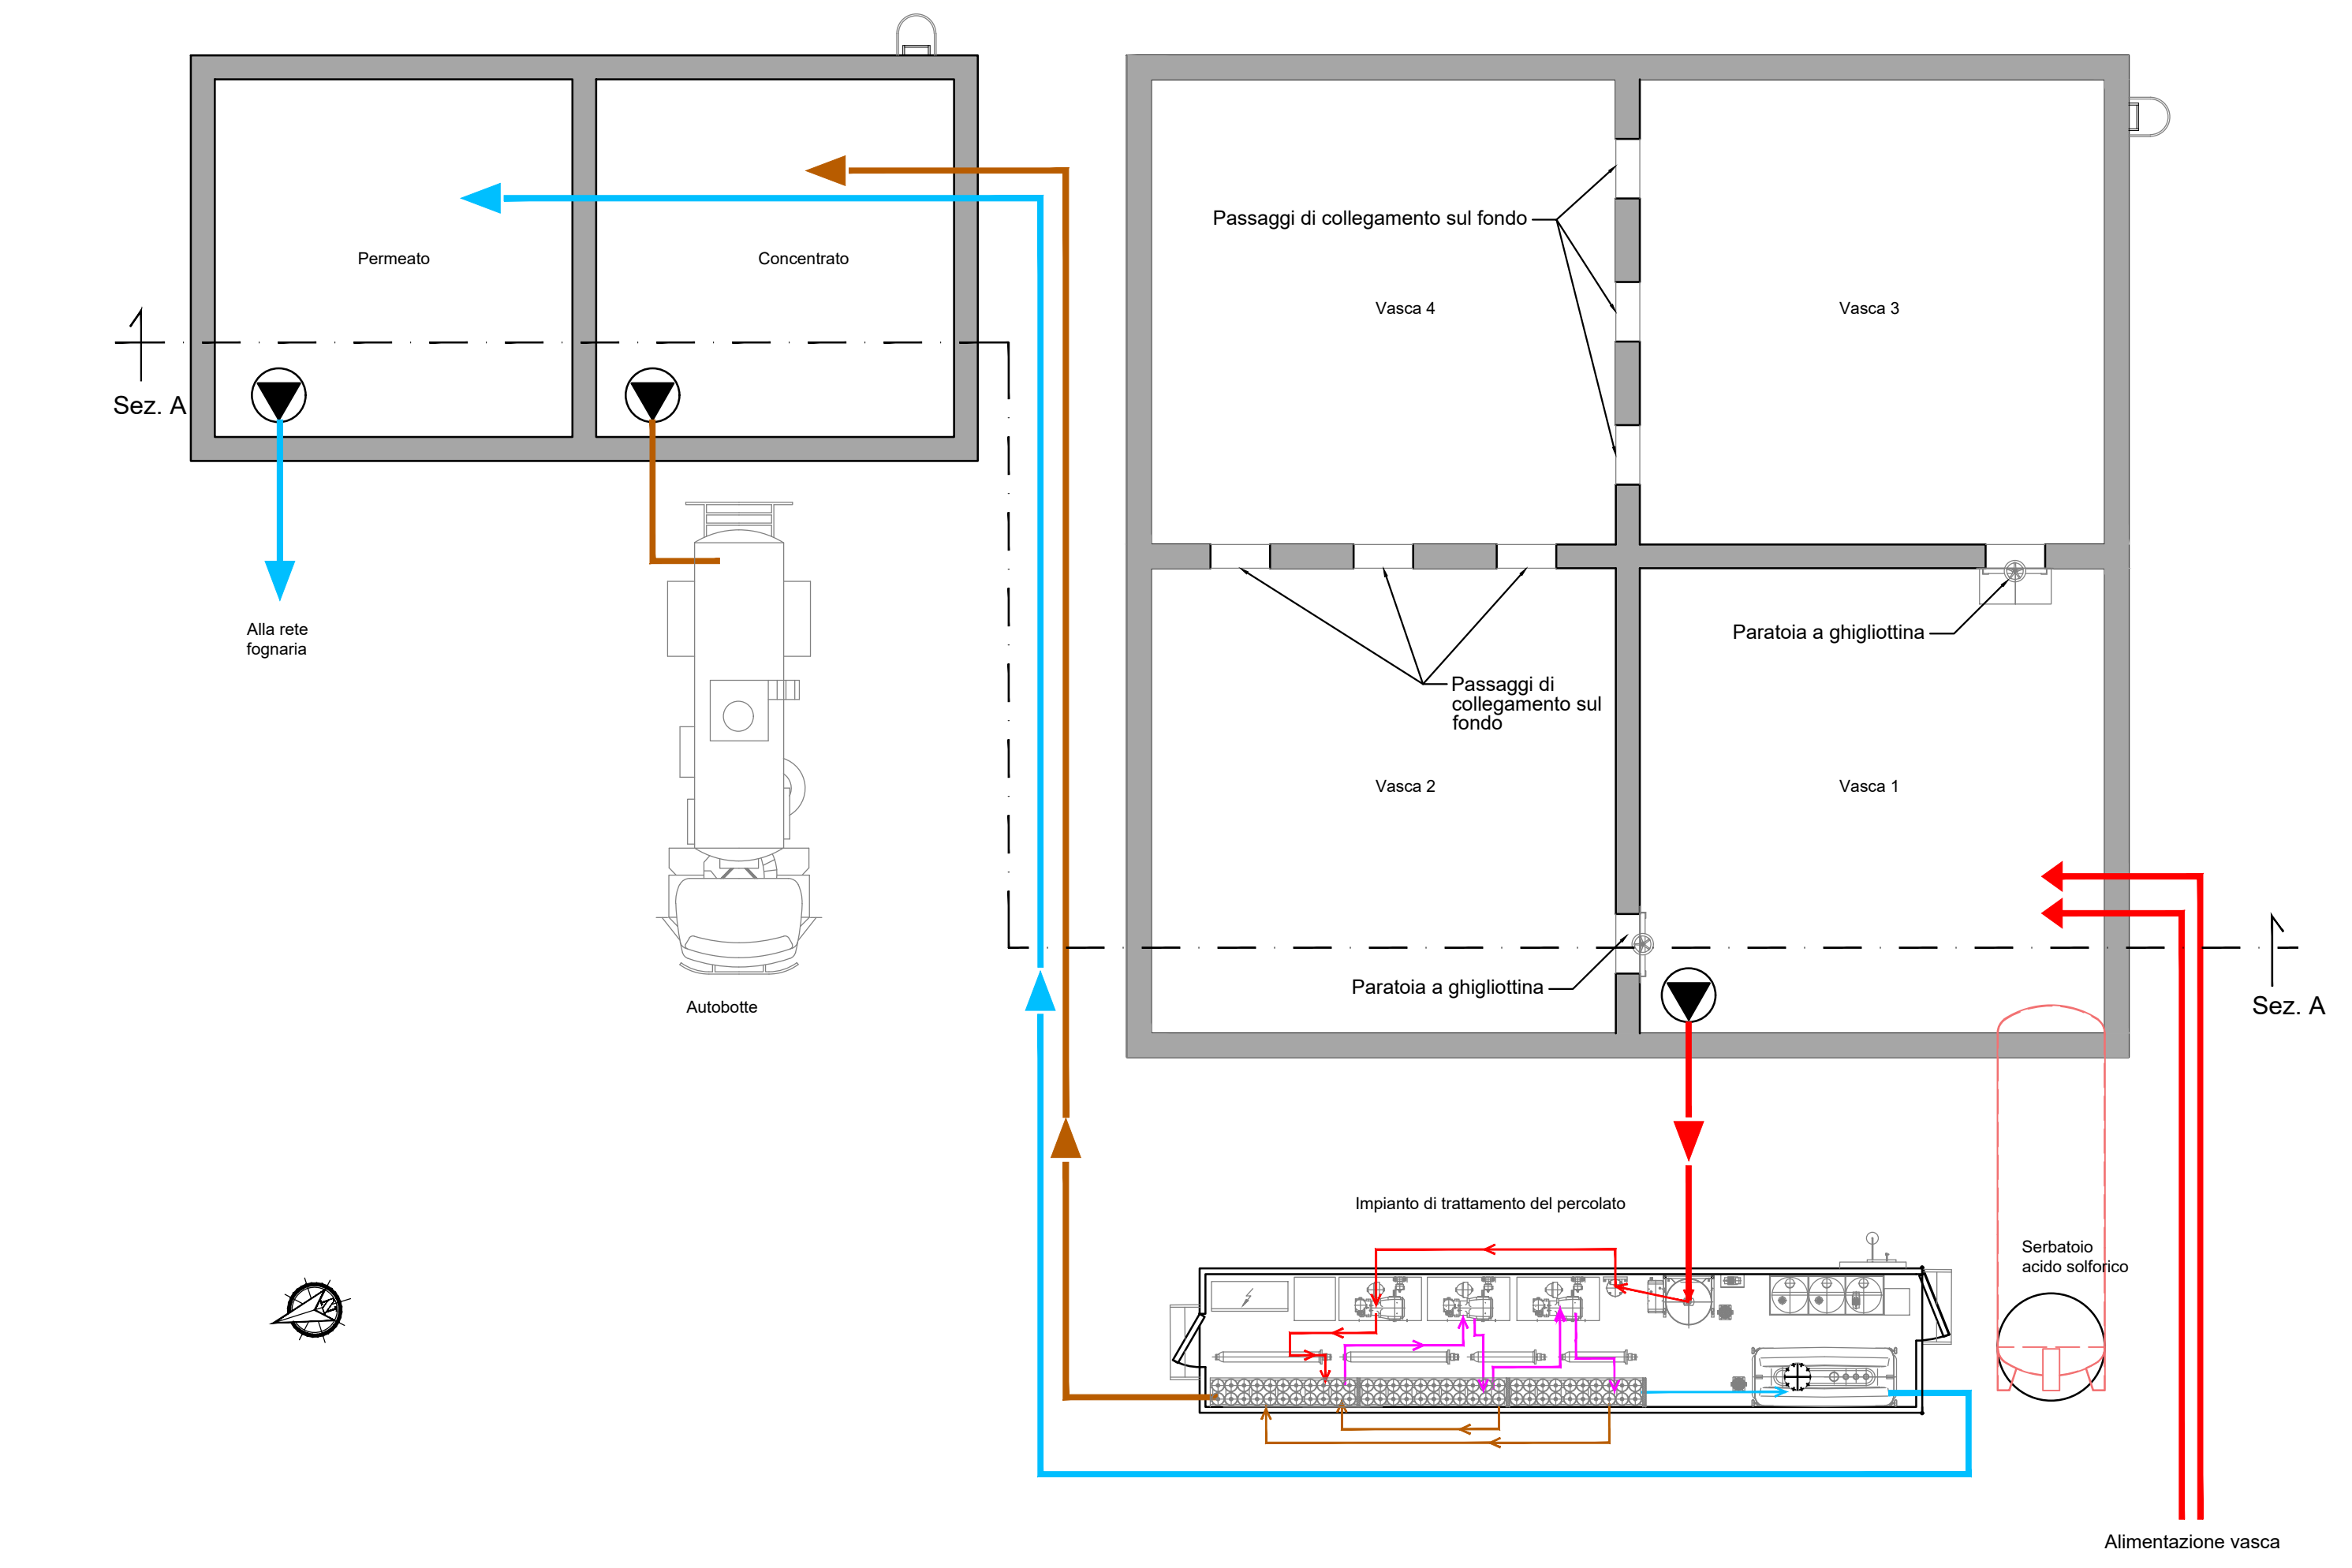 Permeato
Concentrato
Passaggi di collegamento sul fondo
Vasca 4
Vasca 3
Sez. A
Alla rete
fognaria
Paratoia a ghigliottina
Passaggi di
collegamento sul
fondo
Vasca 2
Vasca 1
Autobotte
Paratoia a ghigliottina
Sez. A
Impianto di trattamento del percolato
Serbatoio
acido solforico
Alimentazione vasca